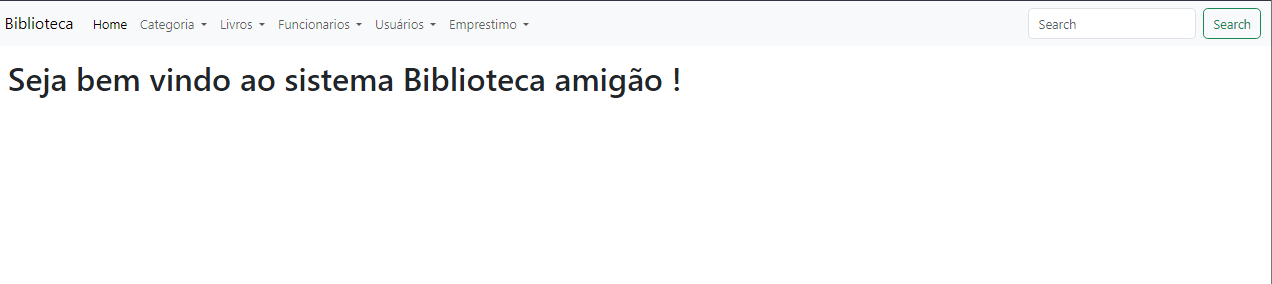 Biblioteca Home Categoria Livros Funcionarios Usuários Emprestimo Search Search
Seja bem vindo ao sistema Biblioteca amigão !